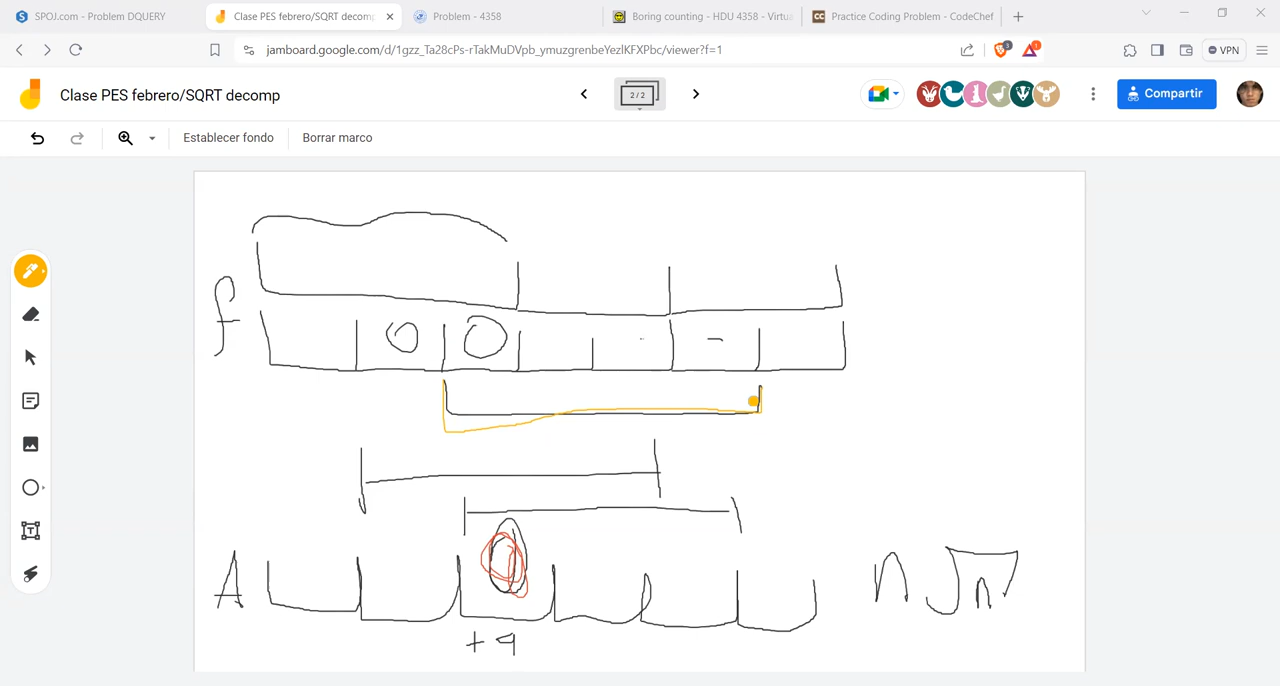 SPOJ.com - Problem DQUERY
Clase PES febrero/SQRT decomp
Problem - 4358
Boring counting - HDU 4358 - Virtua
Practice Coding Problem - CodeChef
jamboard.google.com/d/1gzz_Ta28cPs-rTakMuDVpb_ymuzgrenbeYezlKFXPbc/viewer?f=1
VPN
Clase PES febrero/SQRT decomp
2 / 2
Compartir
Establecer fondo
Borrar marco
f
0 0
A
n √n
+9